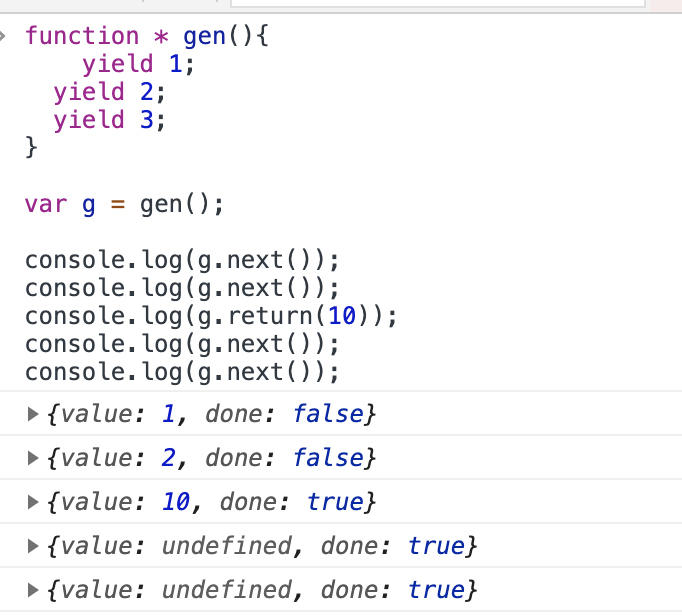 function * gen(){
    yield 1;
  yield 2;
  yield 3;
}
var g = gen();
console.log(g.next());
console.log(g.next());
console.log(g.return(10));
console.log(g.next());
console.log(g.next());
{value: 1, done: false}
{value: 2, done: false}
{value: 10, done: true}
{value: undefined, done: true}
{value: undefined, done: true}